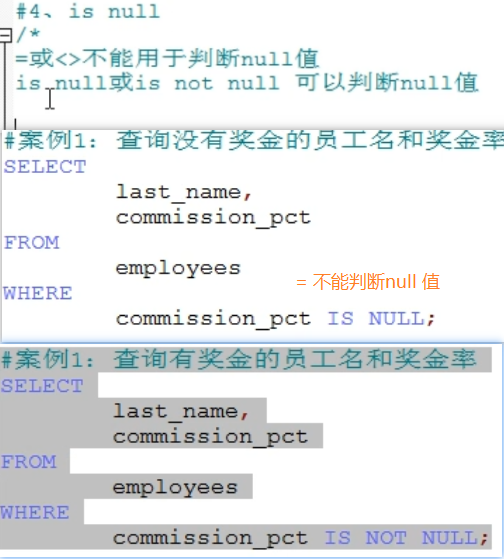 #4、is null
/*
=或<>不能用于判断null值
is null或is not null 可以判断null值
#案例1：查询没有奖金的员工名和奖金率
SELECT
last_name,
commission_pct
FROM
employees
= 不能判断null 值
WHERE
commission_pct IS NULL;
#案例1：查询有奖金的员工名和奖金率
SELECT
last_name,
commission_pct
FROM
employees
WHERE
commission_pct IS NOT NULL;